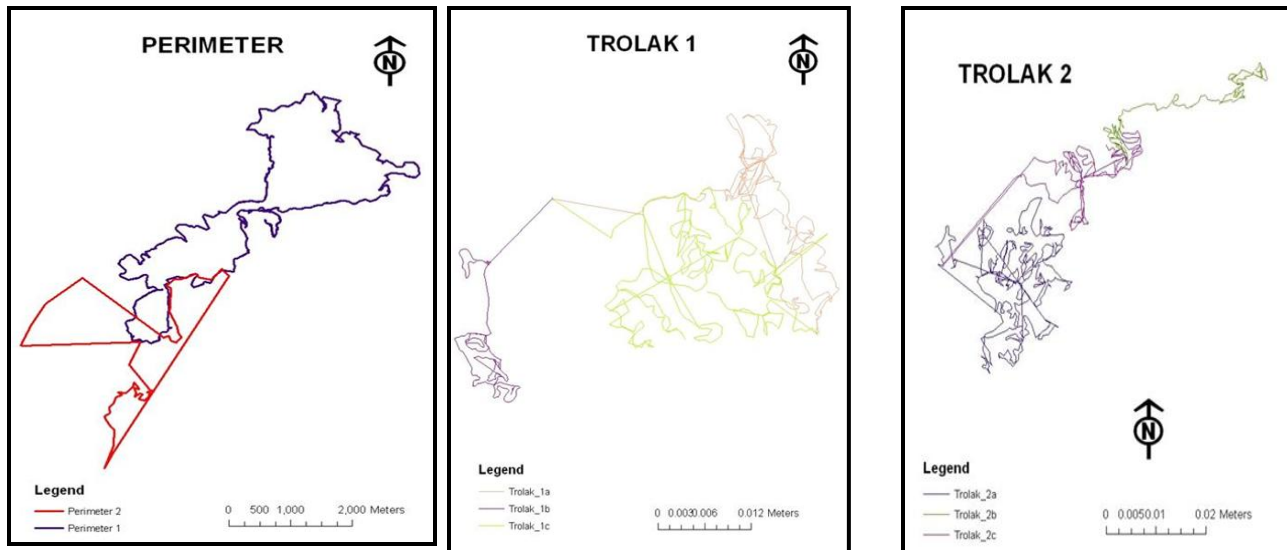 PERIMETER
N
Legend
Perimeter 2
Perimeter 1
0 500 1,000 2,000 Meters
TROLAK 1
N
Legend
Trolak_1a
Trolak_1b
Trolak_1c
0 0.0030.006 0.012 Meters
TROLAK 2
N
Legend
Trolak_2a
Trolak_2b
Trolak_2c
0 0.0050.01 0.02 Meters